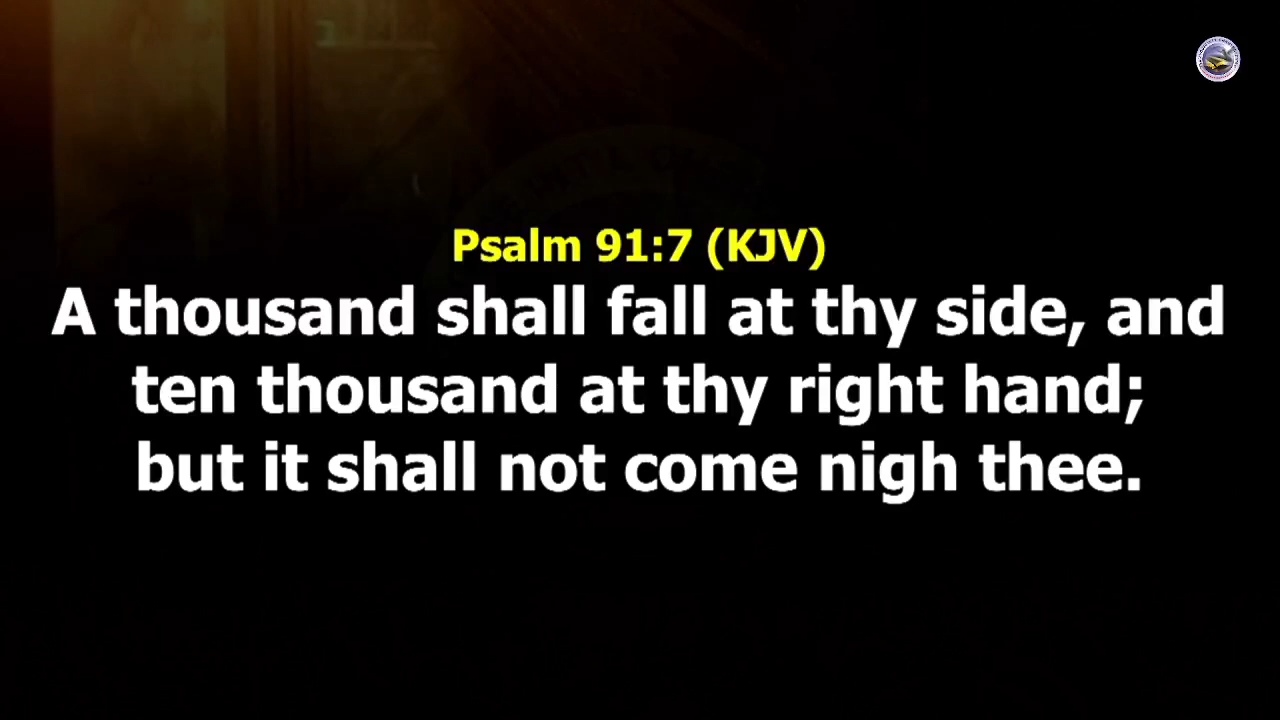 Psalm 91:7 (KJV)
A thousand shall fall at thy side, and
ten thousand at thy right hand;
but it shall not come nigh thee.